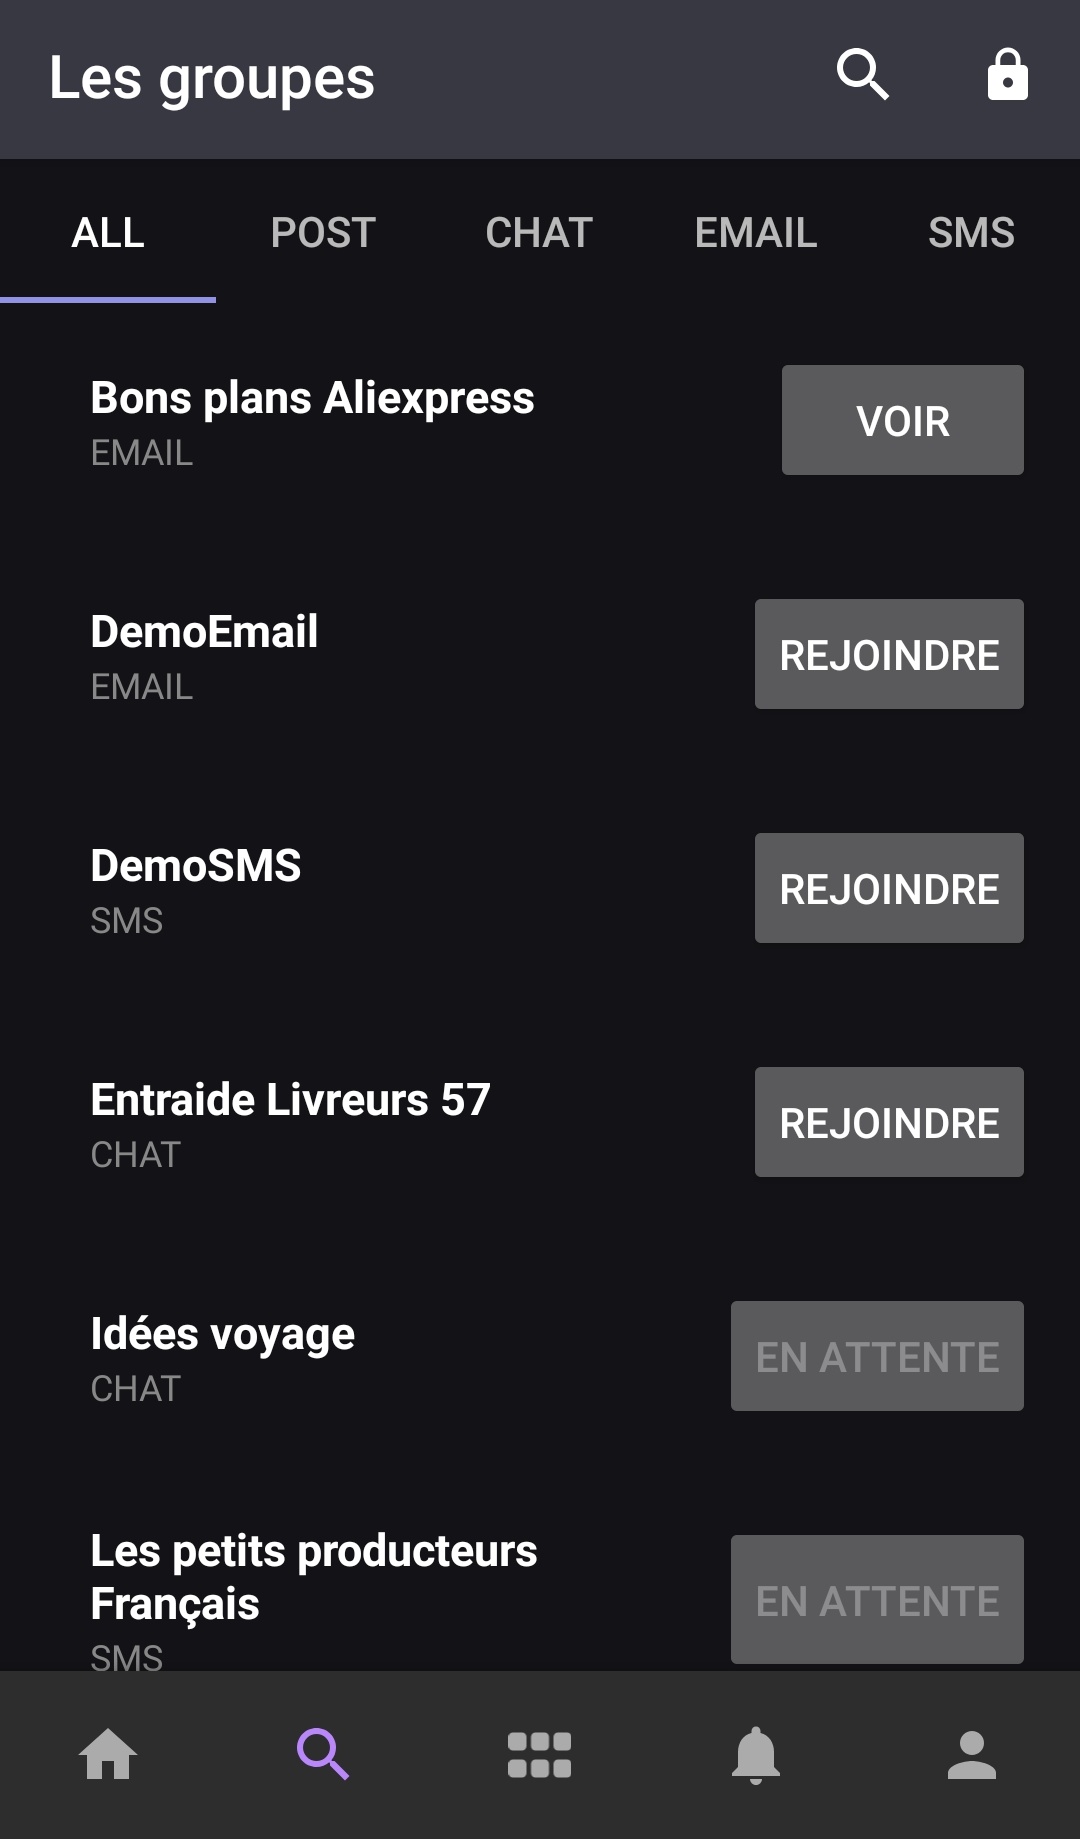 Les groupes
ALL POST CHAT EMAIL SMS
Bons plans Aliexpress
EMAIL
VOIR
DemoEmail
EMAIL
REJOINDRE
DemoSMS
SMS
REJOINDRE
Entraide Livreurs 57
CHAT
REJOINDRE
Idées voyage
CHAT
EN ATTENTE
Les petits producteurs
Français
SMS
EN ATTENTE